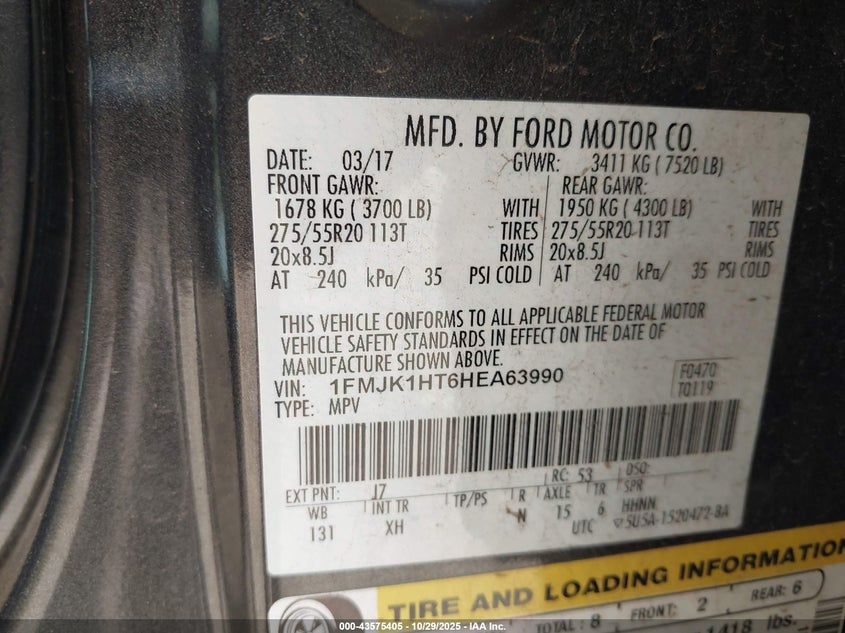 MFD. BY FORD MOTOR CO.
DATE: 03/17 GVWR: 3411 KG ( 7520 LB)
FRONT GAWR: REAR GAWR:
1678 KG ( 3700 LB) WITH 1950 KG ( 4300 LB) WITH
275/55R20 113T TIRES 275/55R20 113T TIRES
20x8.5J RIMS 20x8.5J RIMS
AT 240 kPa/ 35 PSI COLD AT 240 kPa/ 35 PSI COLD
THIS VEHICLE CONFORMS TO ALL APPLICABLE FEDERAL MOTOR
VEHICLE SAFETY STANDARDS IN EFFECT ON THE DATE OF
MANUFACTURE SHOWN ABOVE.
VIN: 1FMJK1HT6HEA63990 F0470
TYPE: MPV T0119
EXT PNT: J7 RC: 53 DSO:
WB INT TR TP/PS R AXLE TR SPR
131 XH N 15 6 HHNN
UTC ▽5U5A-1520472-BA
TIRE AND LOADING INFORMATION
TOTAL: 8 FRONT: 2 REAR: 6
1418 lbs.
000-43575405 - 10/29/2025 - IAA Inc.